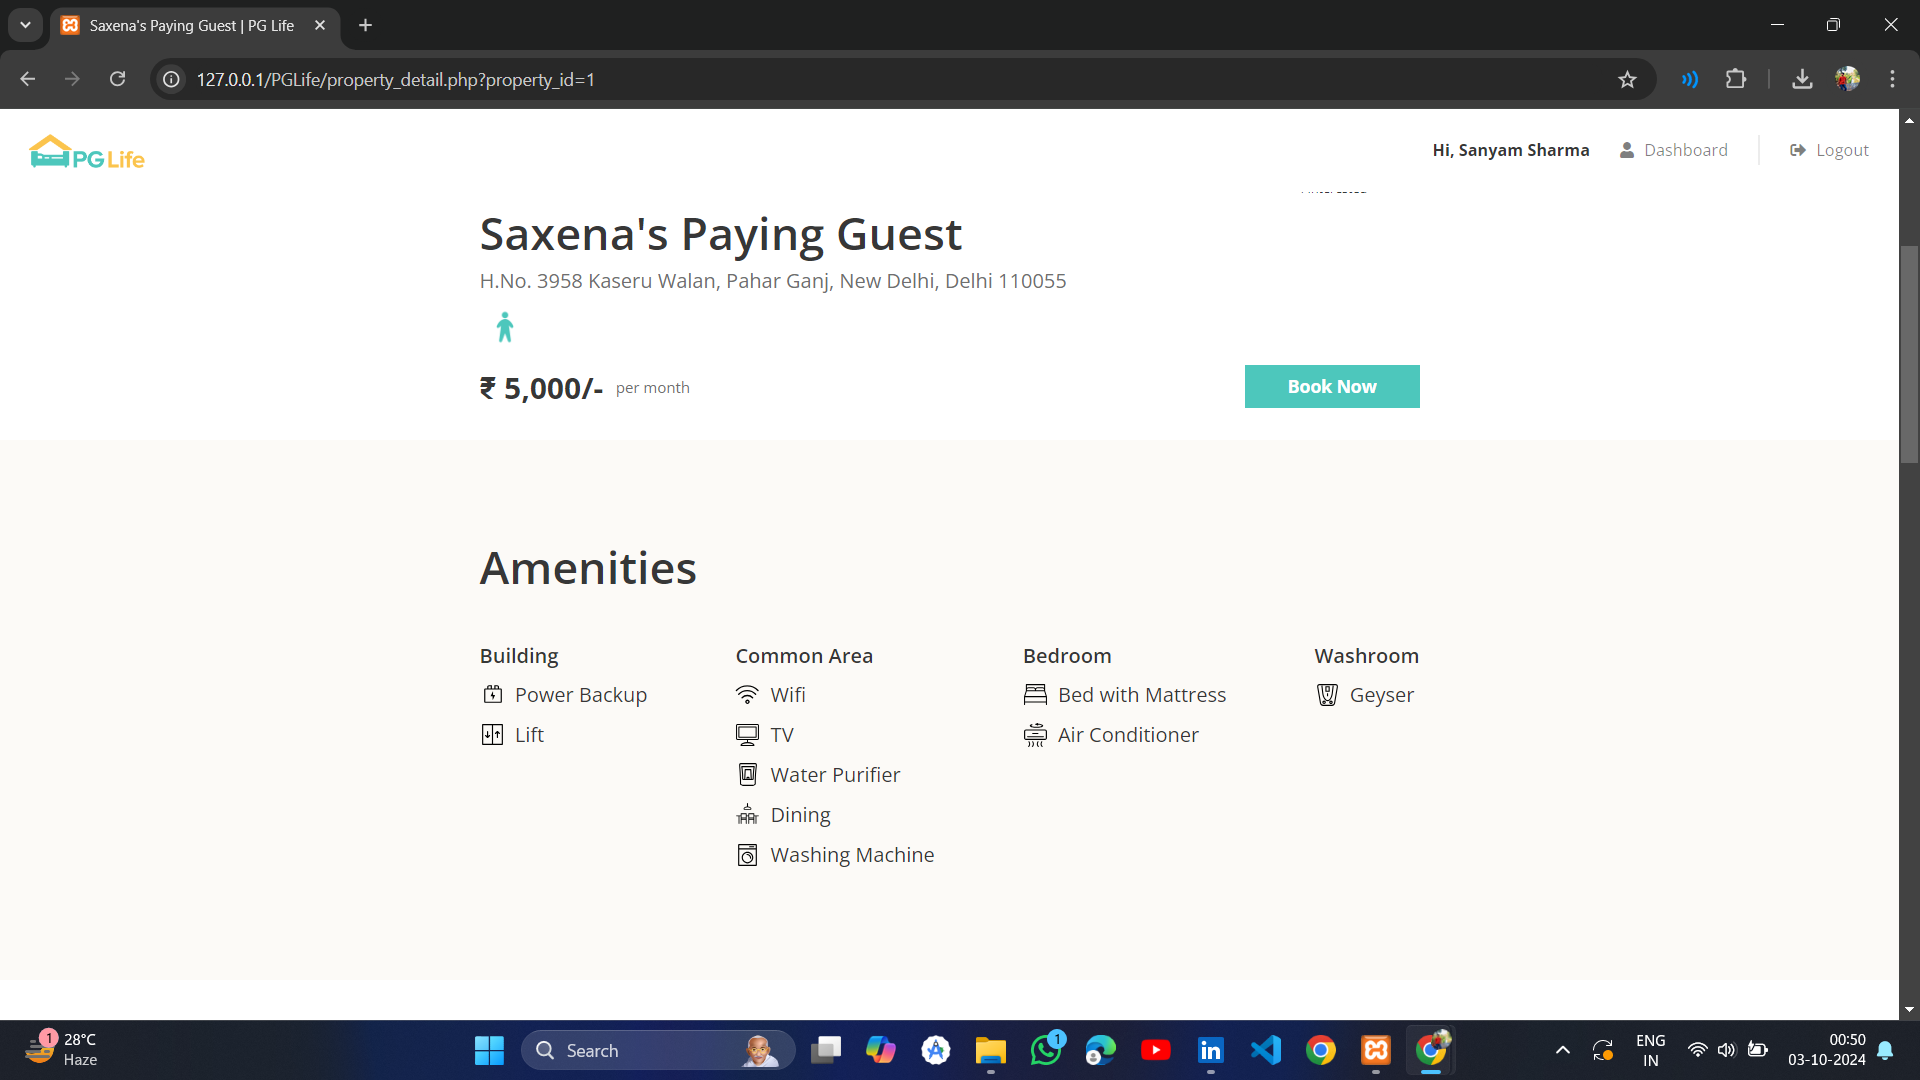 Saxena's Paying Guest | PG Life
127.0.0.1/PGLife/property_detail.php?property_id=1
PG Life
Hi, Sanyam Sharma
Dashboard
Logout
Saxena's Paying Guest
H.No. 3958 Kaseru Walan, Pahar Ganj, New Delhi, Delhi 110055
₹ 5,000/- per month
Book Now
Amenities
Building
Power Backup
Lift
Common Area
Wifi
TV
Water Purifier
Dining
Washing Machine
Bedroom
Bed with Mattress
Air Conditioner
Washroom
Geyser
1
28°C
Haze
Search
1
in
ENG
IN
00:50
03-10-2024